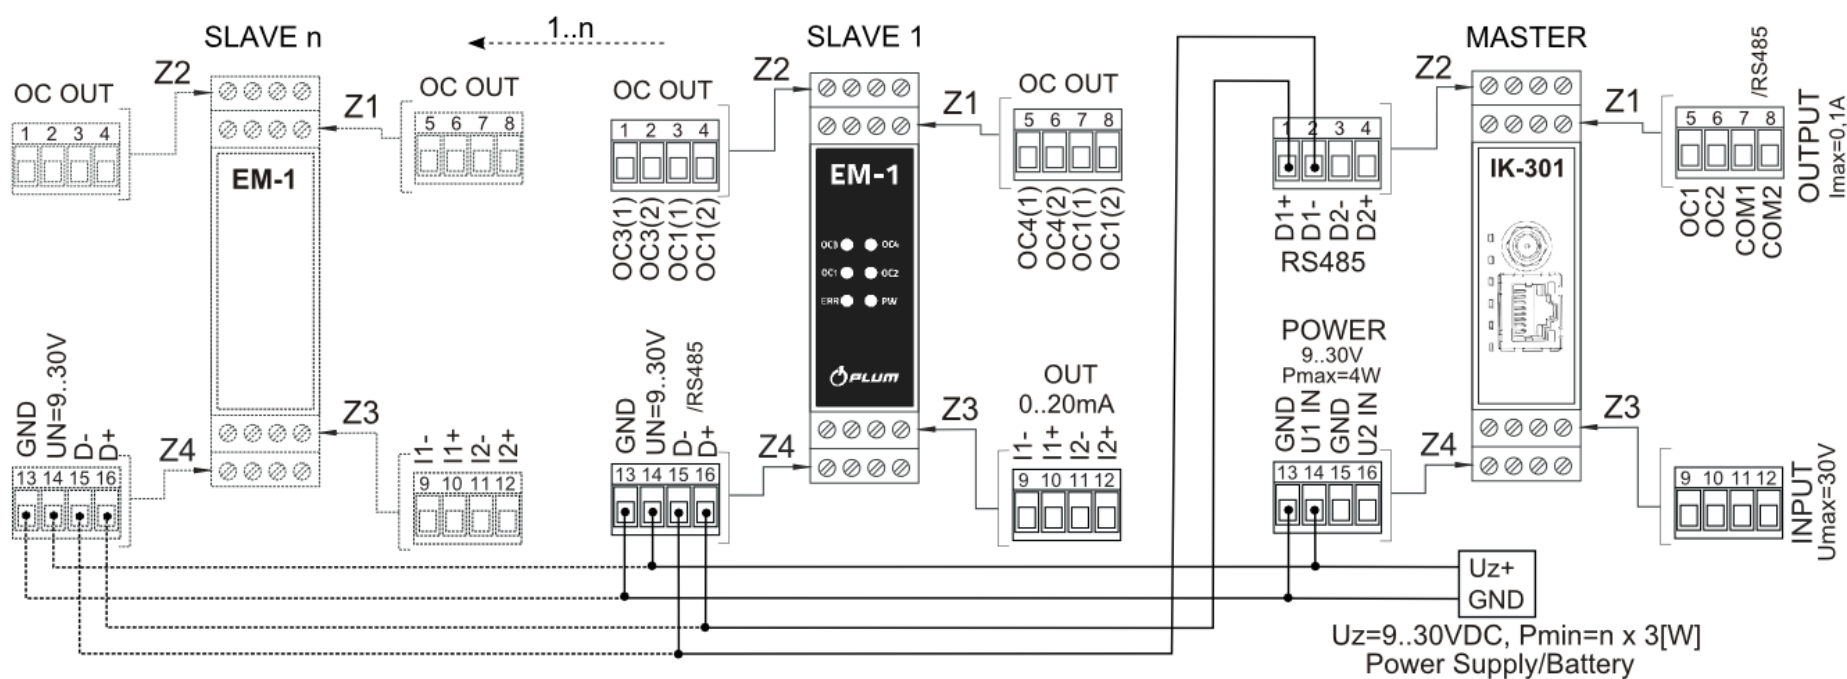 SLAVE n
1..n
SLAVE 1
MASTER
Z2
OC OUT
1 2 3 4
Z1
OC OUT
5 6 7 8
EM-1
GND
UN=9..30V
D-
D+
13 14 15 16
Z4
Z3
I1-
I1+
I2-
I2+
9 10 11 12
Z2
OC OUT
1 2 3 4
OC3(1)
OC3(2)
OC1(1)
OC1(2)
Z1
OC OUT
5 6 7 8
OC4(1)
OC4(2)
OC1(1)
OC1(2)
EM-1
OC3 OC4
OC1 OC2
ERR PW
PLUM
GND
UN=9..30V
D-
D+
/RS485
13 14 15 16
Z4
Z3
OUT
0..20mA
I1-
I1+
I2-
I2+
9 10 11 12
Z2
1 2 3 4
D1+
D1-
D2-
D2+
RS485
Z1
/RS485
5 6 7 8
OC1
OC2
COM1
COM2
OUTPUT
Imax=0,1A
IK-301
POWER
9..30V
Pmax=4W
GND
U1 IN
GND
U2 IN
13 14 15 16
Z4
Z3
9 10 11 12
INPUT
Umax=30V
Uz+
GND
Uz=9..30VDC, Pmin=n x 3[W]
Power Supply/Battery